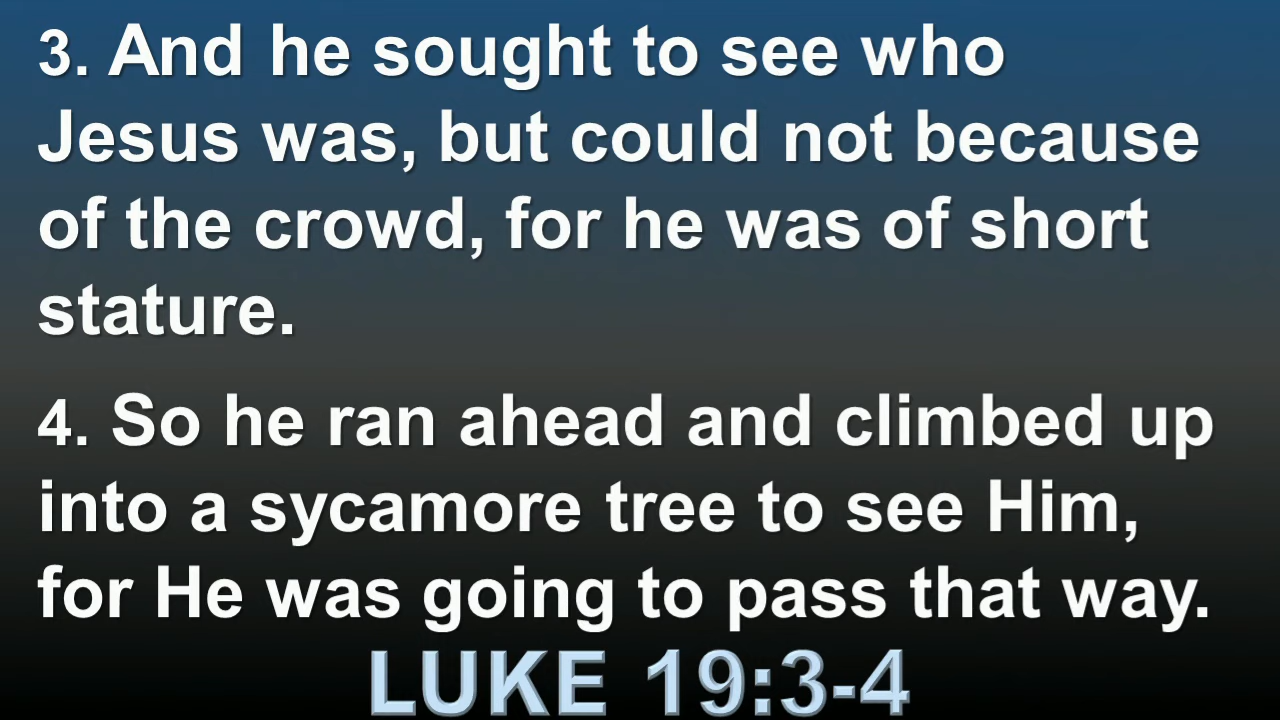 3. And he sought to see who
Jesus was, but could not because
of the crowd, for he was of short
stature.
4. So he ran ahead and climbed up
into a sycamore tree to see Him,
for He was going to pass that way.
LUKE 19:3-4